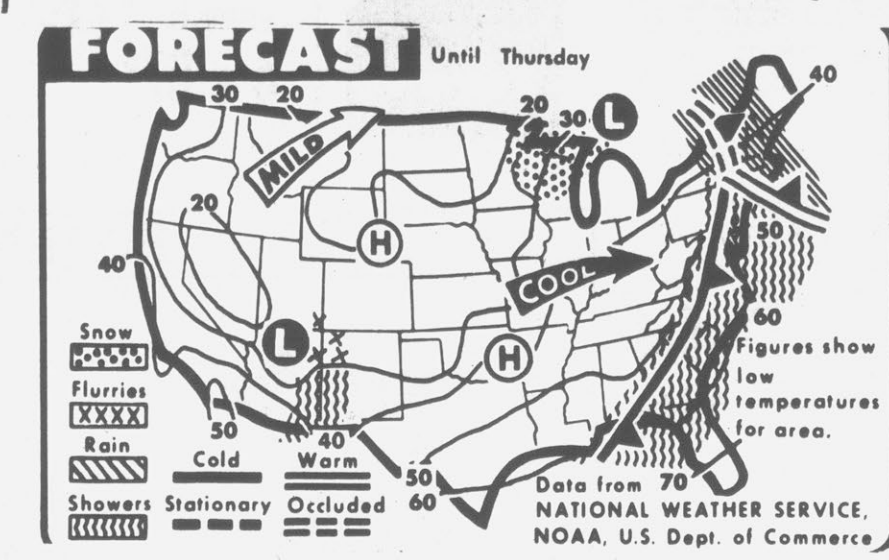 FORECAST Until Thursday
30 20 20 30 L 40
MILD
20
H
50
40
COOL
60
L
H
Snow
Flurries
XXXX
Rain
Showers
50
40
Cold Warm
Stationary Occluded
50
60
70
Figures show
low
temperatures
for area.
Data from
NATIONAL WEATHER SERVICE,
NOAA, U.S. Dept. of Commerce